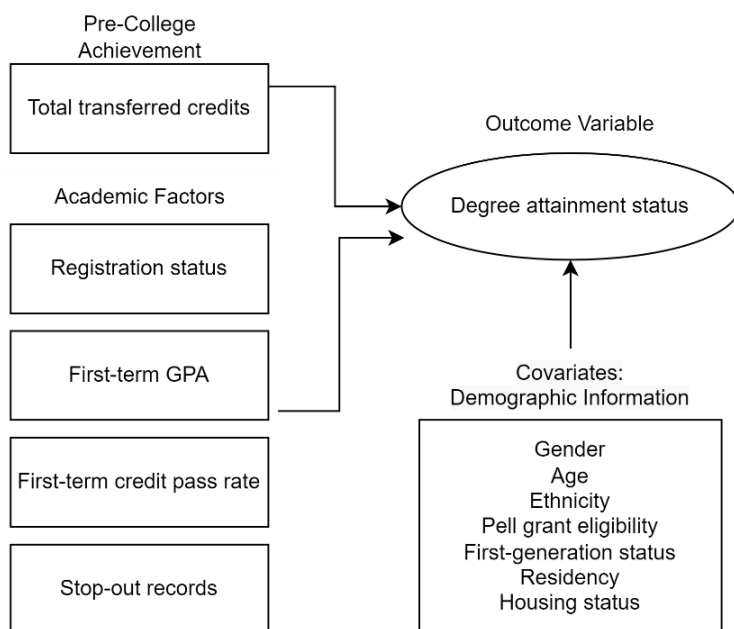 Pre-College
Achievement
Total transferred credits
Academic Factors
Registration status
First-term GPA
First-term credit pass rate
Stop-out records
Outcome Variable
Degree attainment status
Covariates:
Demographic Information
Gender
Age
Ethnicity
Pell grant eligibility
First-generation status
Residency
Housing status